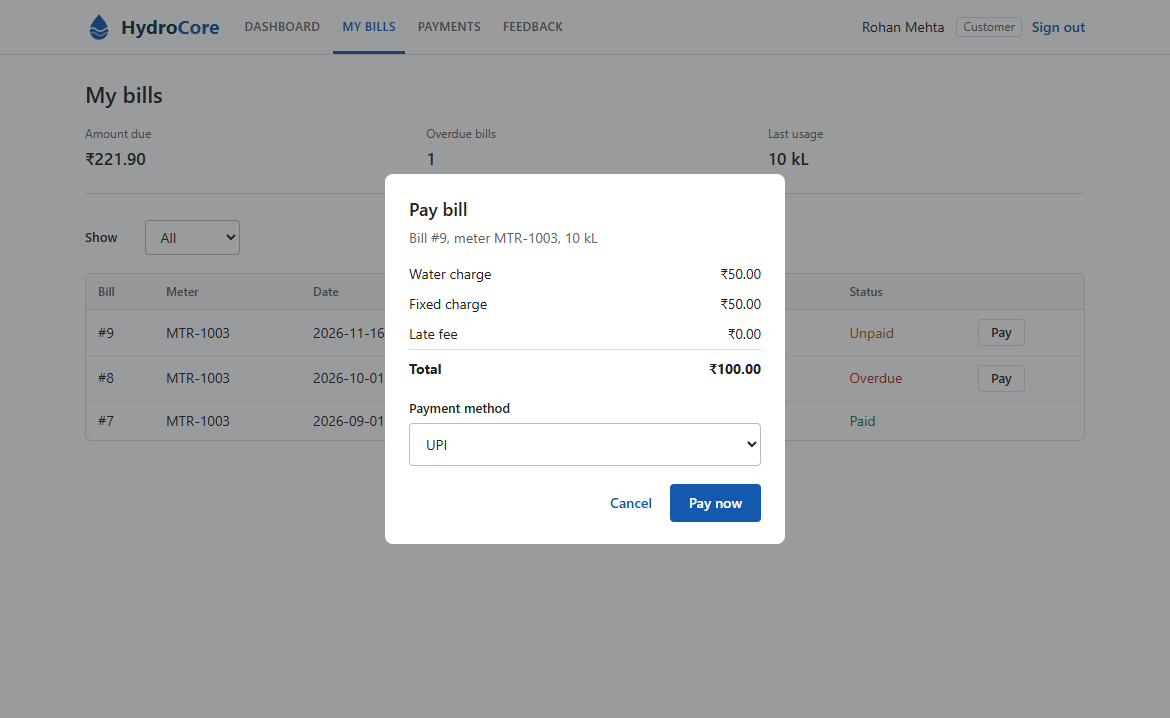 HydroCore DASHBOARD MY BILLS PAYMENTS FEEDBACK Rohan Mehta Customer Sign out
My bills
Amount due Overdue bills Last usage
₹221.90 1 10 kL
Show All
Bill Meter Date Status
#9 MTR-1003 2026-11-16 Unpaid Pay
#8 MTR-1003 2026-10-01 Overdue Pay
#7 MTR-1003 2026-09-01 Paid
Pay bill
Bill #9, meter MTR-1003, 10 kL
Water charge ₹50.00
Fixed charge ₹50.00
Late fee ₹0.00
Total ₹100.00
Payment method
UPI
Cancel Pay now